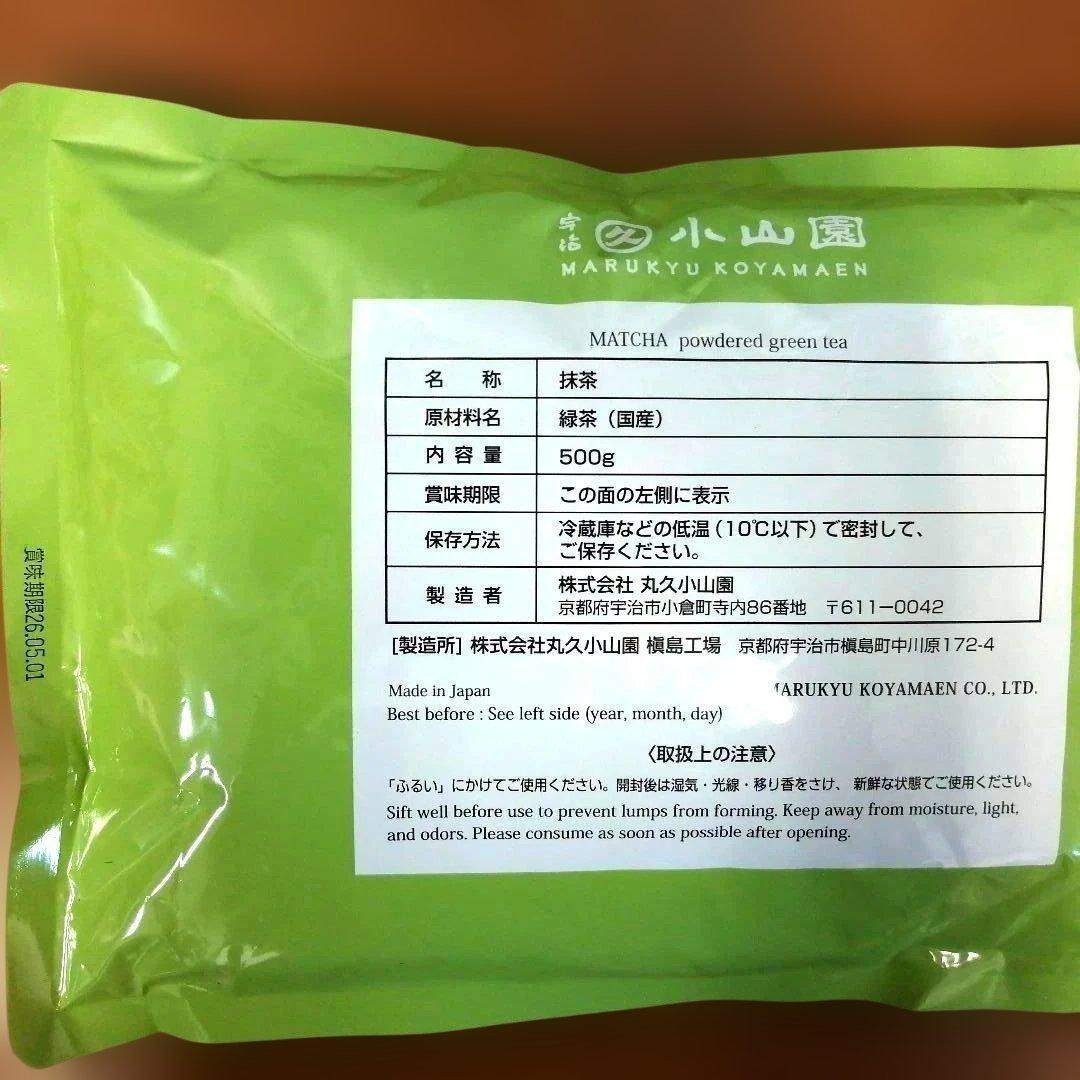 宇治 久 小山園
MARUKYU KOYAMAEN
MATCHA powdered green tea
名 称 抹茶
原材料名 緑茶（国産）
内容量 500g
賞味期限 この面の左側に表示
保存方法 冷蔵庫などの低温（10℃以下）で密封して、
ご保存ください。
製造者 株式会社 丸久小山園
京都府宇治市小倉町寺内86番地 〒611－0042
[製造所] 株式会社丸久小山園 槇島工場 京都府宇治市槇島町中川原172-4
Made in Japan
MARUKYU KOYAMAEN CO., LTD.
Best before : See left side (year, month, day)
〈取扱上の注意〉
「ふるい」にかけてご使用ください。開封後は湿気・光線・移り香をさけ、 新鮮な状態でご使用ください。
Sift well before use to prevent lumps from forming. Keep away from moisture, light,
and odors. Please consume as soon as possible after opening.
賞味期限26.05.01